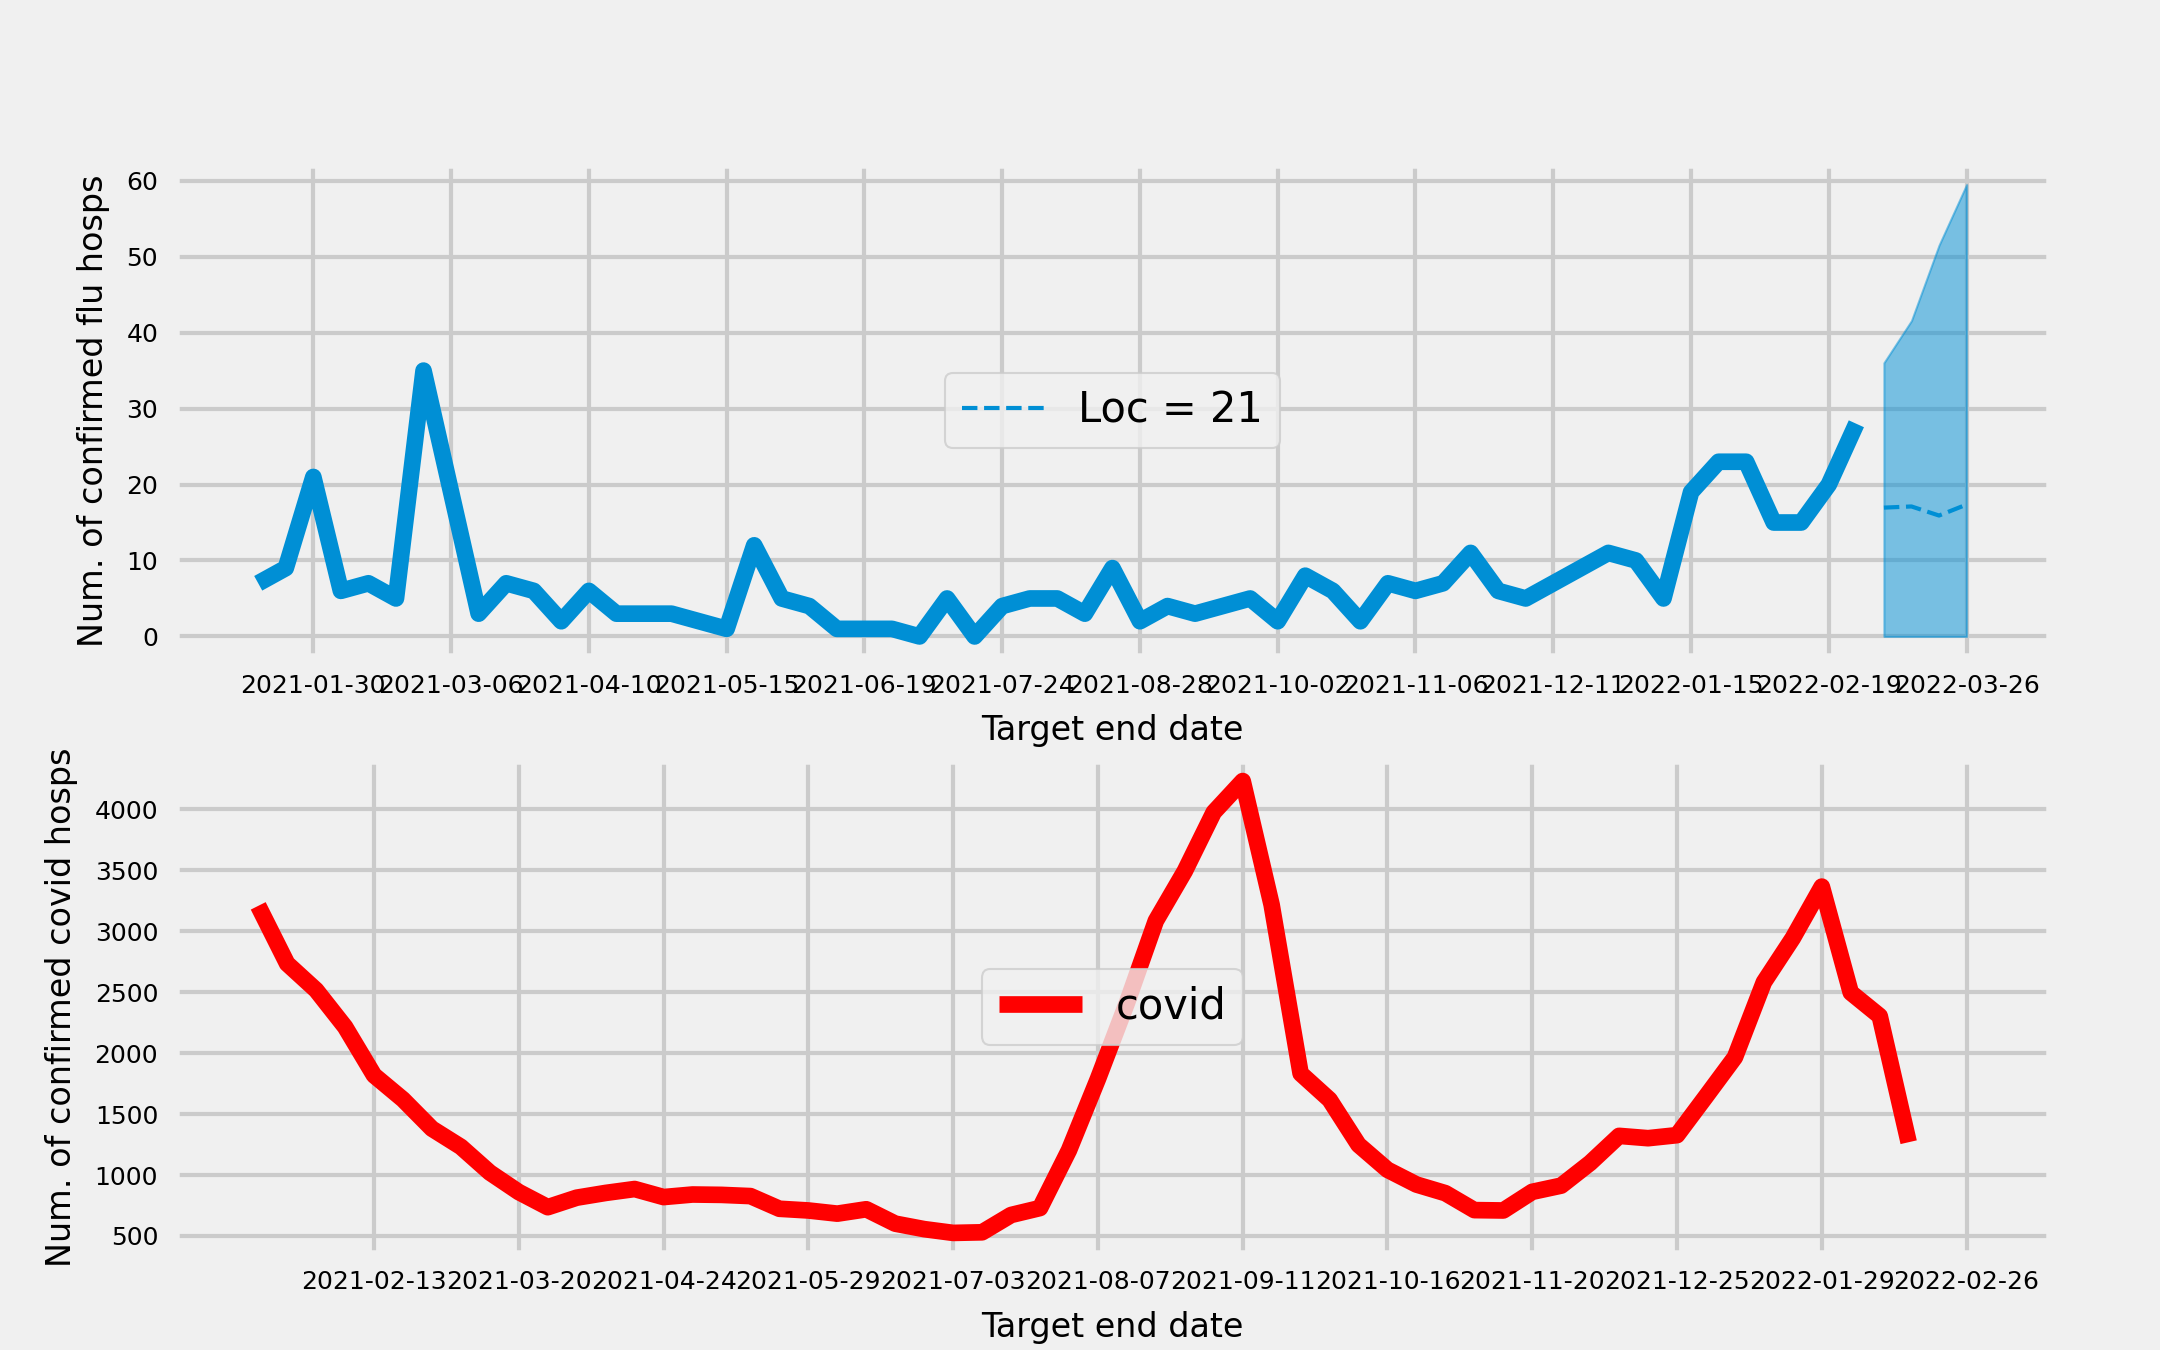 Num. of confirmed flu hosps
60
50
40
30
20
10
0
Loc = 21
2021-01-30 2021-03-06 2021-04-10 2021-05-15 2021-06-19 2021-07-24 2021-08-28 2021-10-02 2021-11-06 2021-12-11 2022-01-15 2022-02-19 2022-03-26
Target end date
Num. of confirmed covid hosps
4000
3500
3000
2500
2000
1500
1000
500
covid
2021-02-13 2021-03-20 2021-04-24 2021-05-29 2021-07-03 2021-08-07 2021-09-11 2021-10-16 2021-11-20 2021-12-25 2022-01-29 2022-02-26
Target end date